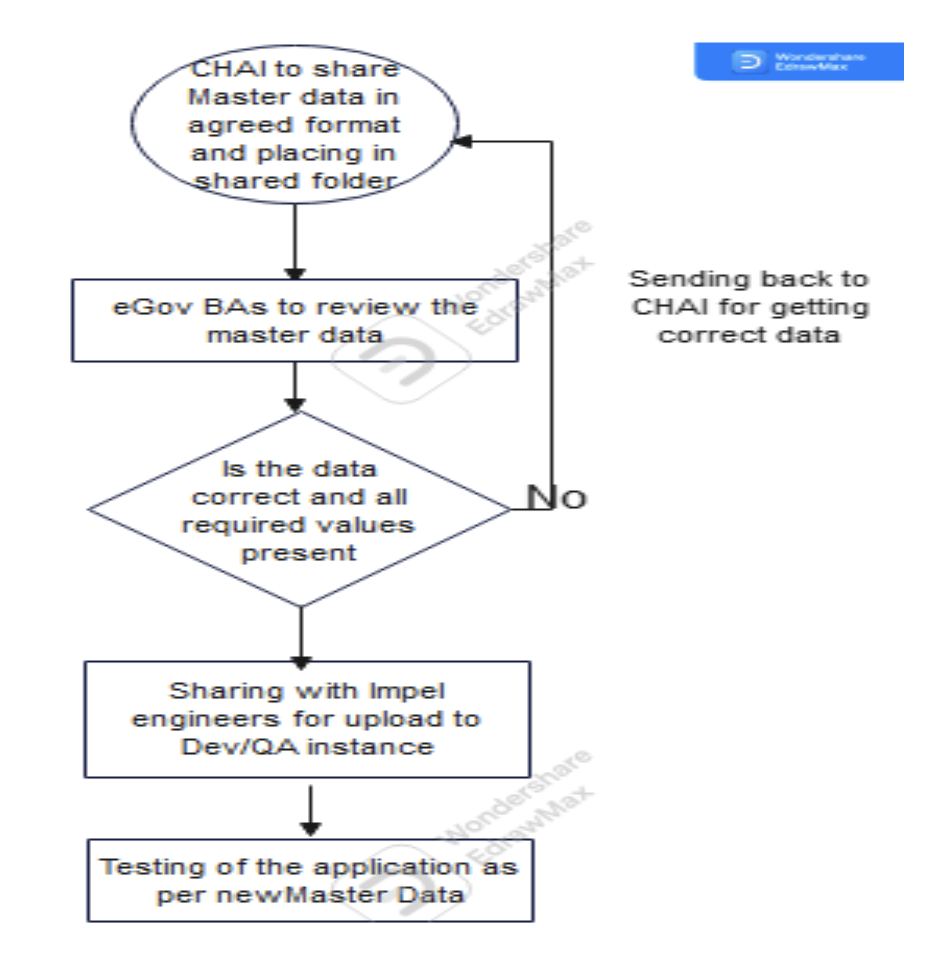 Wondershare
EdrawMax
CHAI to share
Master data in
agreed format
and placing in
shared folder
Wondershare
EdrawMax
eGov BAs to review the
master data
Sending back to
CHAI for getting
correct data
Is the data
correct and all
required values
present
No
Sharing with Impel
engineers for upload to
Dev/QA instance
Wondershare
EdrawMax
Testing of the application as
per newMaster Data